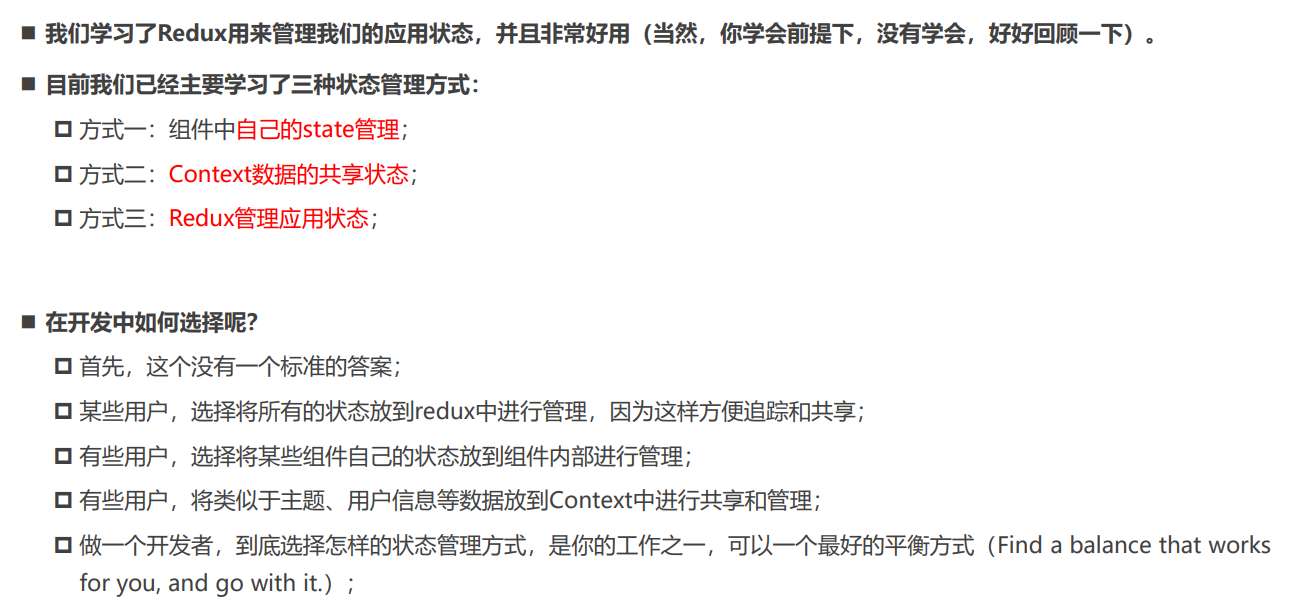 ■ 我们学习了Redux用来管理我们的应用状态，并且非常好用（当然，你学会前提下，没有学会，好好回顾一下）。
■ 目前我们已经主要学习了三种状态管理方式：
方式一：组件中自己的state管理；
方式二：Context数据的共享状态；
方式三：Redux管理应用状态；
■ 在开发中如何选择呢？
首先，这个没有一个标准的答案；
某些用户，选择将所有的状态放到redux中进行管理，因为这样方便追踪和共享；
有些用户，选择将某些组件自己的状态放到组件内部进行管理；
有些用户，将类似于主题、用户信息等数据放到Context中进行共享和管理；
做一个开发者，到底选择怎样的状态管理方式，是你的工作之一，可以一个最好的平衡方式（Find a balance that works
for you, and go with it.）；